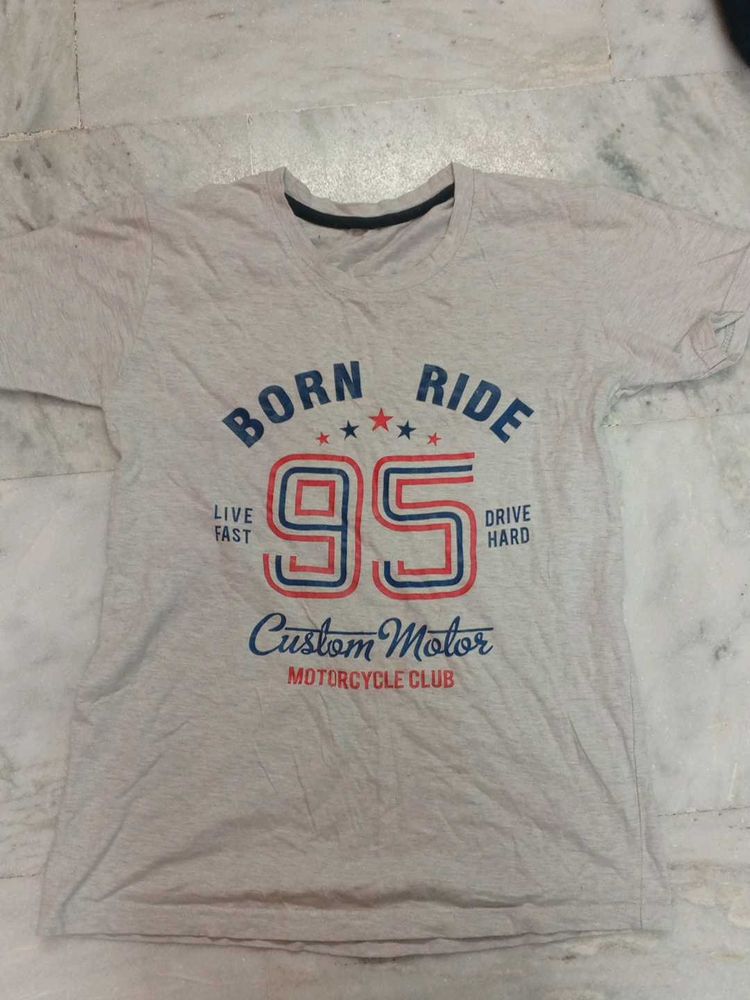 BORN RIDE
95
LIVE
FAST
DRIVE
HARD
Custom Motor
MOTORCYCLE CLUB